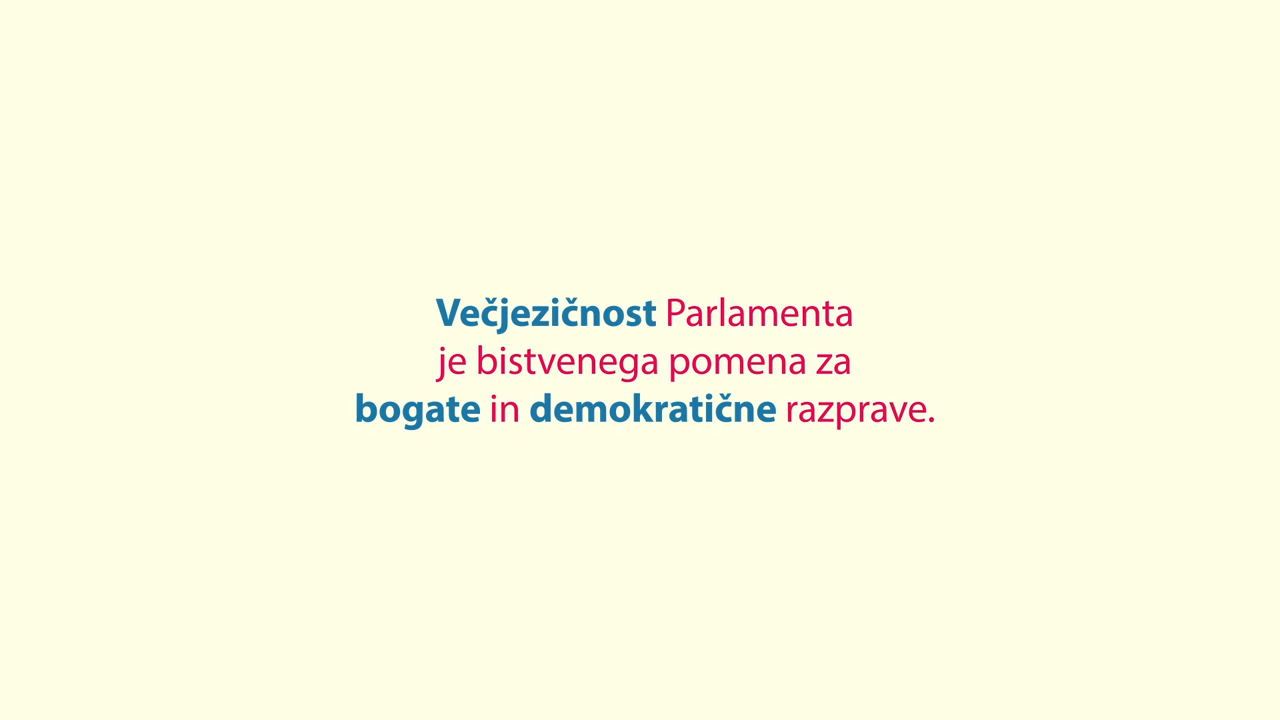 Večjezičnost Parlamenta
je bistvenega pomena za
bogate in demokratične razprave.